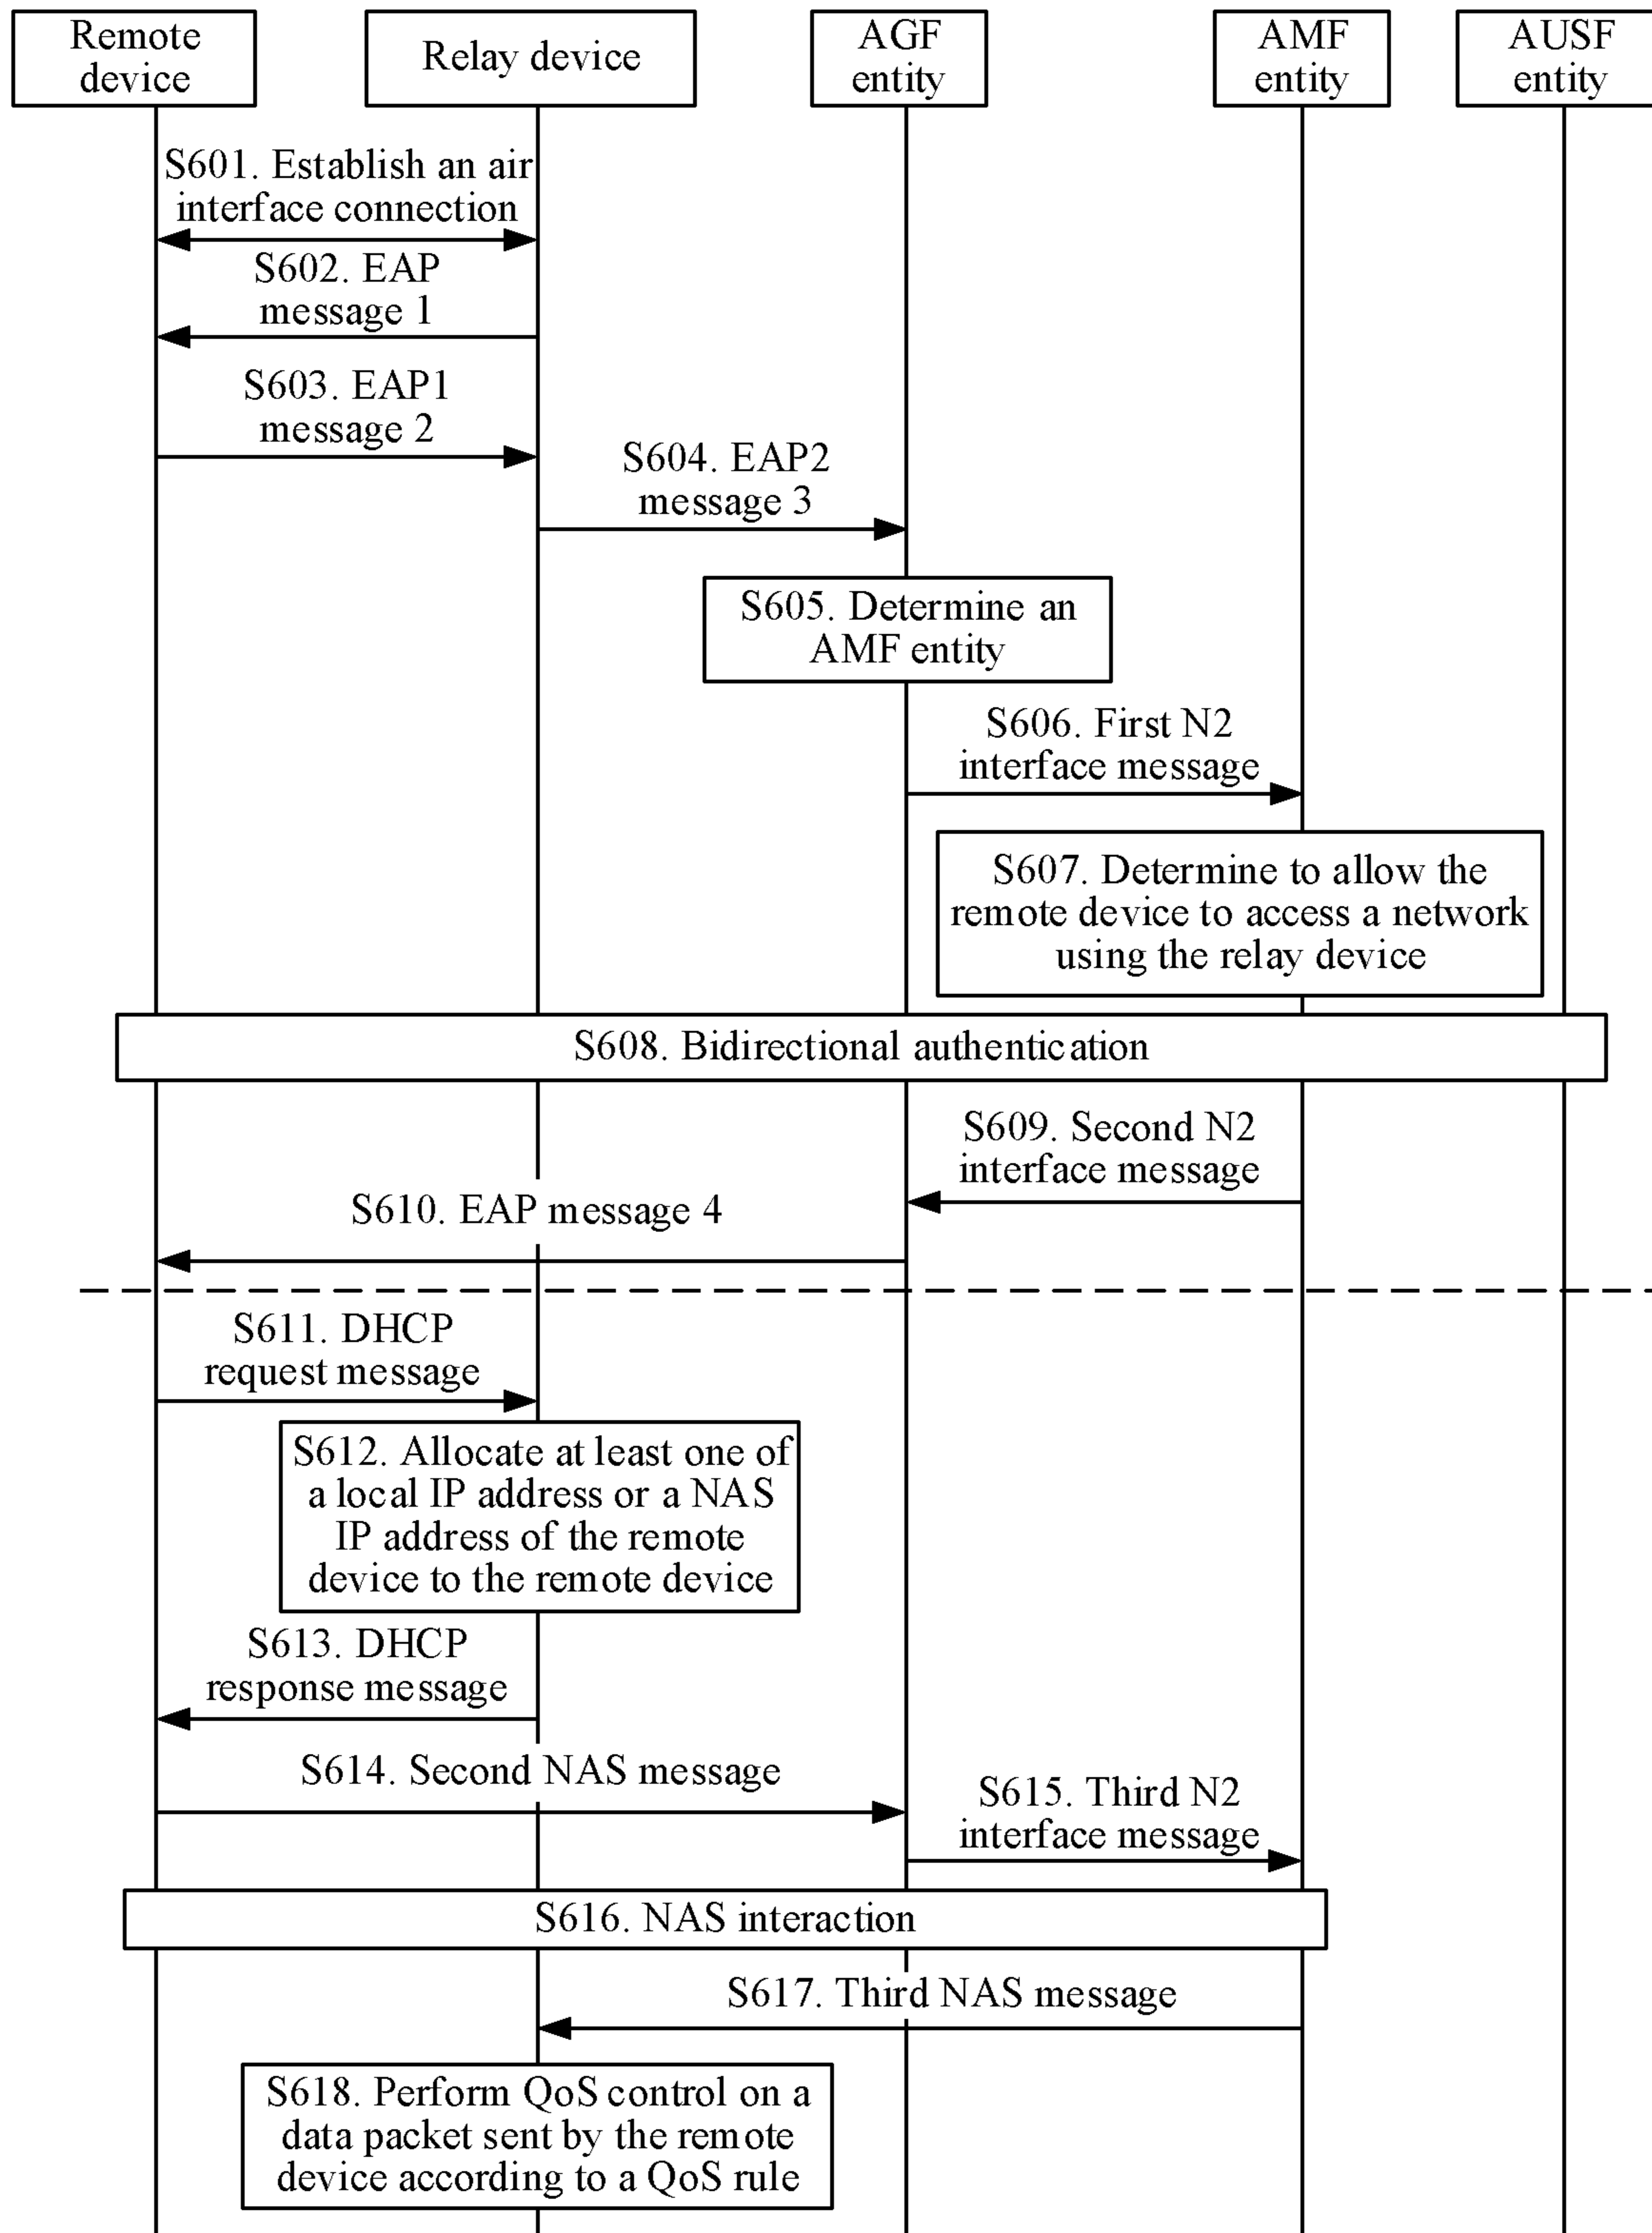 Remote
device
Relay device
AGF
entity
AMF
entity
AUSF
entity
S601. Establish an air
interface connection
S602. EAP
message 1
S603. EAP1
message 2
S604. EAP2
message 3
S605. Determine an
AMF entity
S606. First N2
interface message
S607. Determine to allow the
remote device to access a network
using the relay device
S608. Bidirectional authentication
S609. Second N2
interface message
S610. EAP message 4
S611. DHCP
request message
S612. Allocate at least one of
a local IP address or a NAS
IP address of the remote
device to the remote device
S613. DHCP
response message
S614. Second NAS message
S615. Third N2
interface message
S616. NAS interaction
S617. Third NAS message
S618. Perform QoS control on a
data packet sent by the remote
device according to a QoS rule